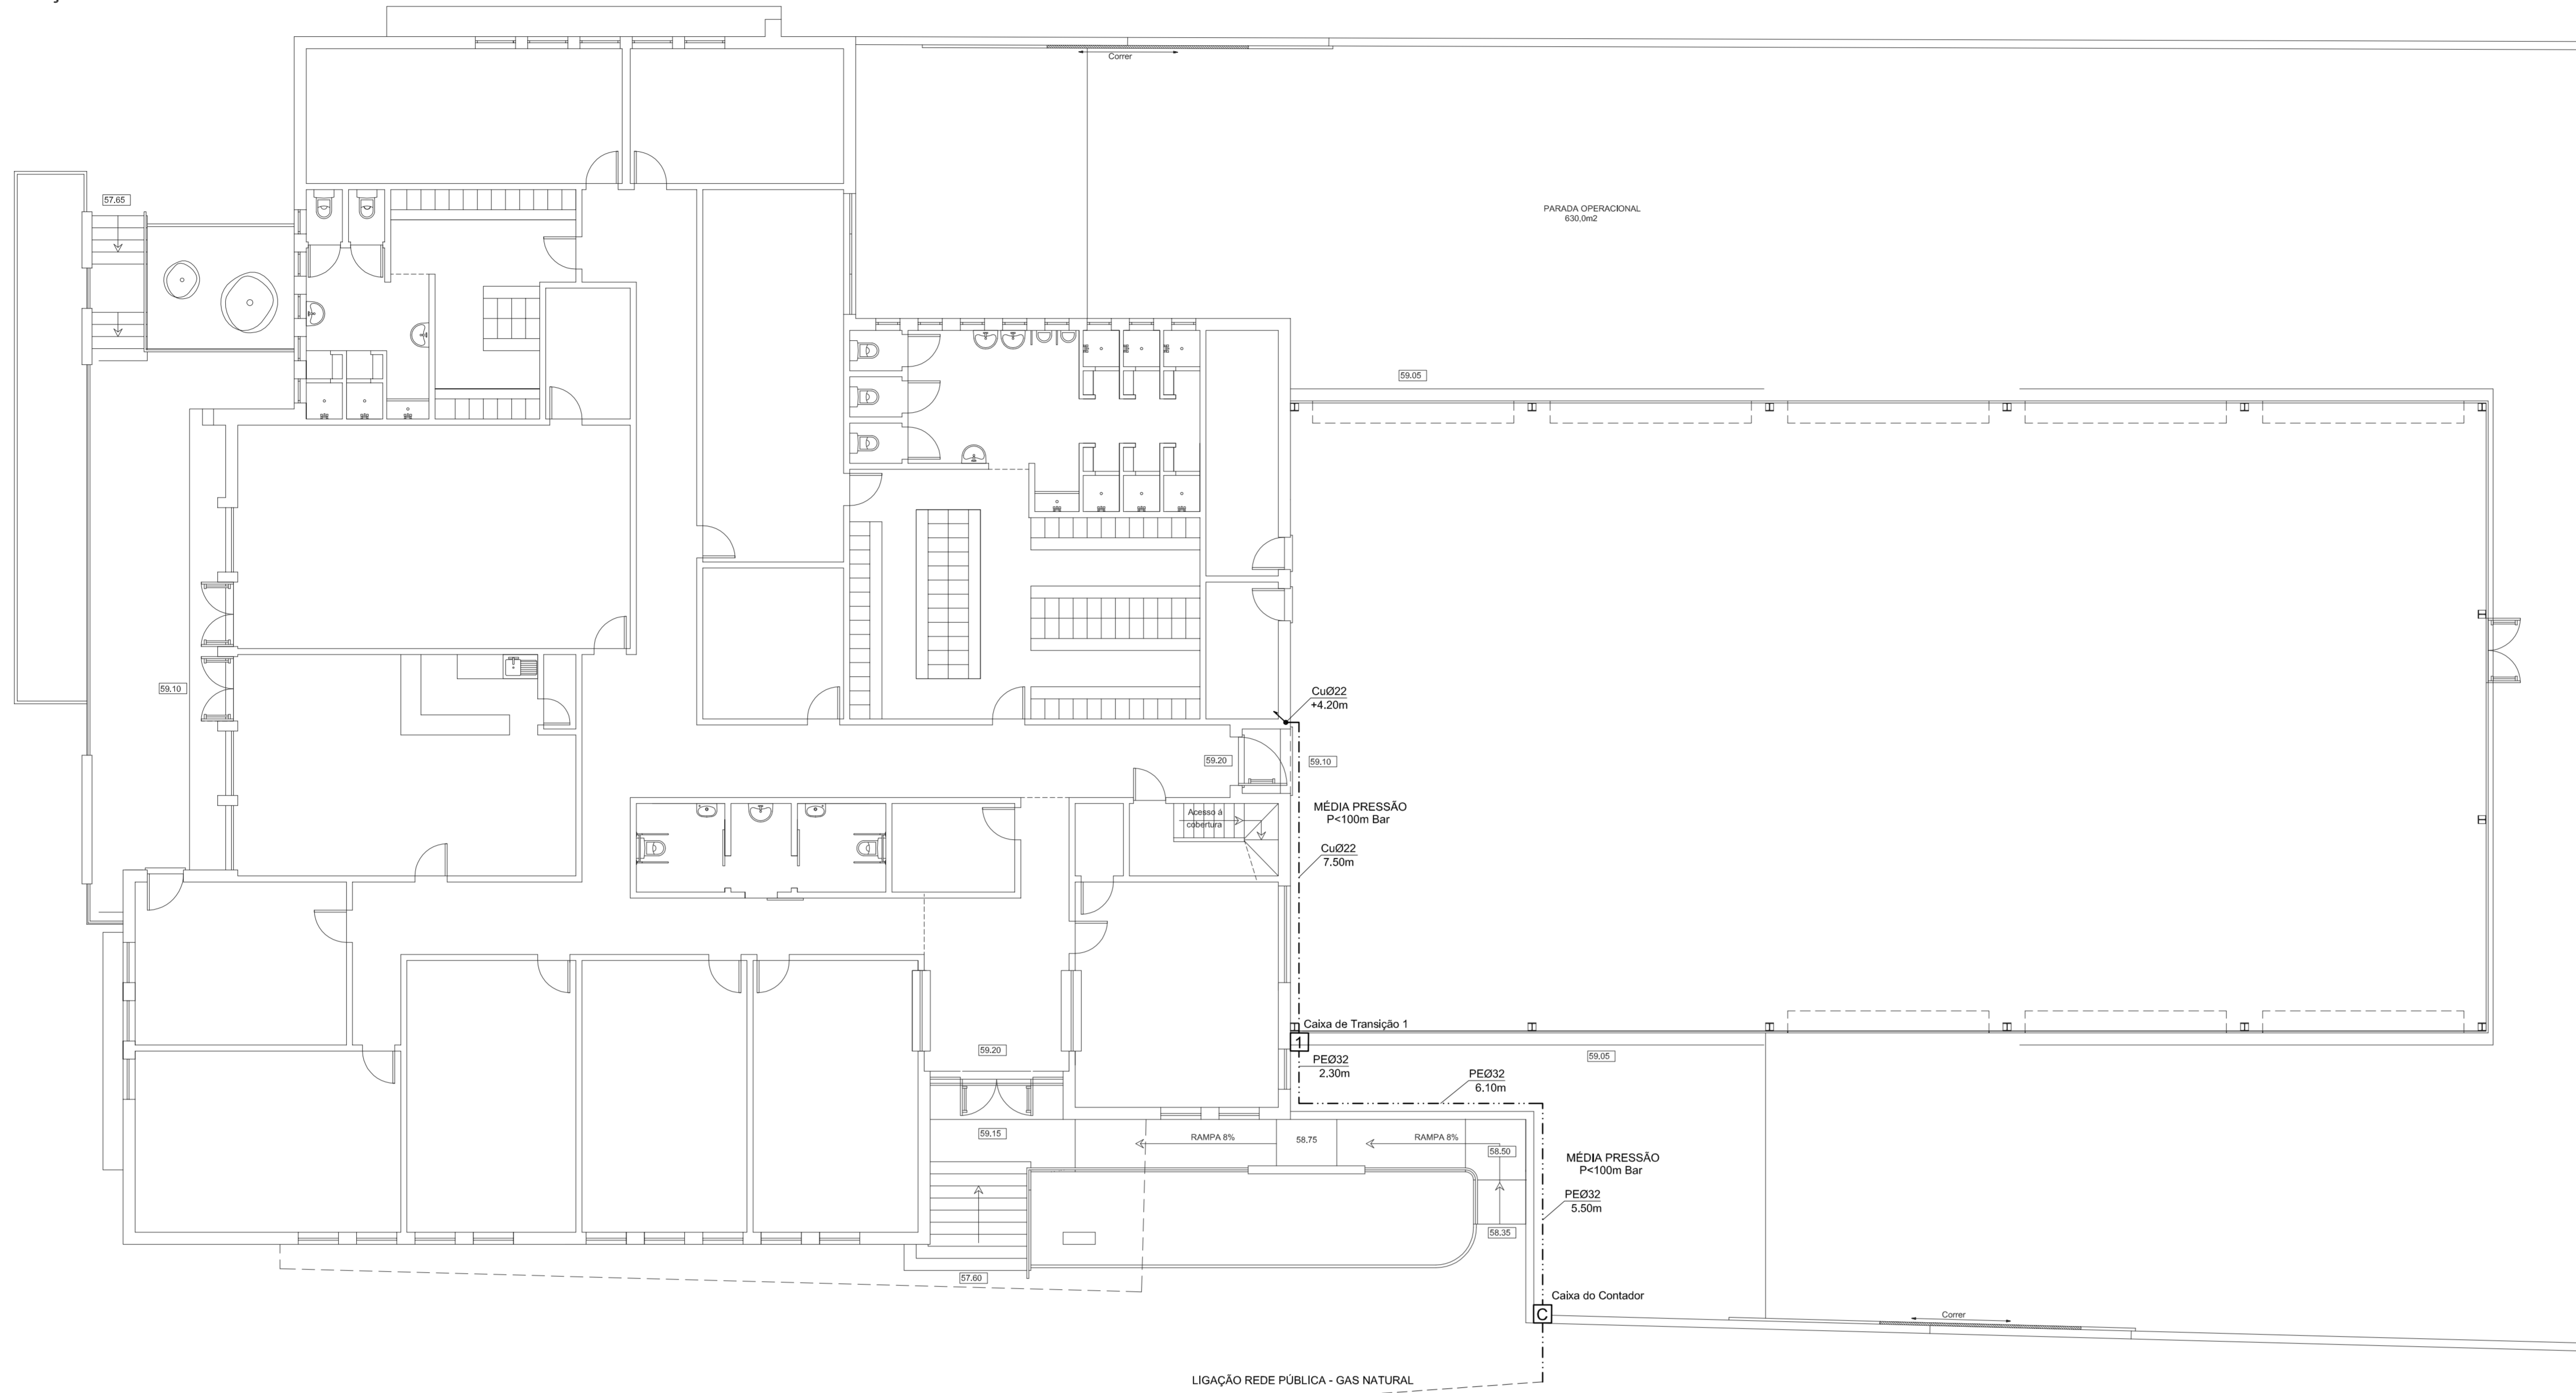 Correr
57.65
PARADA OPERACIONAL
630,0m2
59.05
59.10
CuØ22
+4.20m
59.20
59.10
MÉDIA PRESSÃO
P<100m Bar
Acesso à
cobertura
CuØ22
7.50m
Caixa de Transição 1
1
59.20
59.05
PEØ32
2.30m
PEØ32
6.10m
59.15
RAMPA 8%
58.75
RAMPA 8%
58.50
MÉDIA PRESSÃO
P<100m Bar
PEØ32
5.50m
58.35
57.60
Caixa do Contador
C
Correr
LIGAÇÃO REDE PÚBLICA - GAS NATURAL